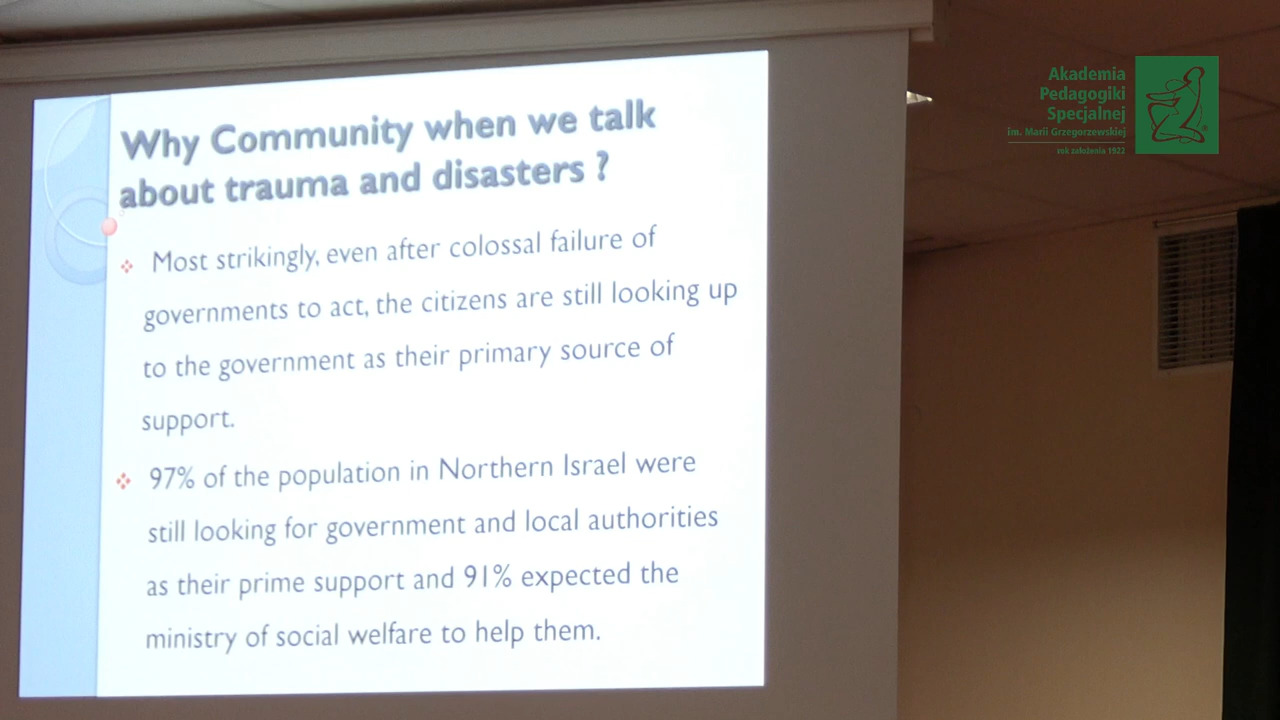 Why Community when we talk
about trauma and disasters ?
Most strikingly, even after colossal failure of
governments to act, the citizens are still looking up
to the government as their primary source of
support.
97% of the population in Northern Israel were
still looking for government and local authorities
as their prime support and 91% expected the
ministry of social welfare to help them.
Akademia
Pedagogiki
Specjalnej
im. Marii Grzegorzewskiej
rok założenia 1922